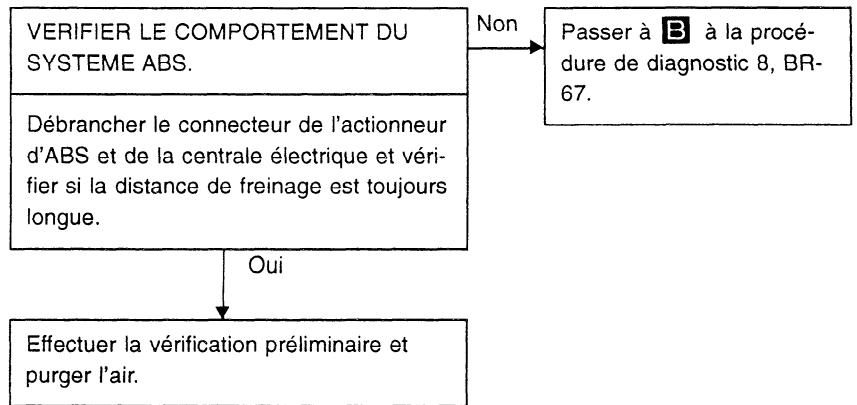 VERIFIER LE COMPORTEMENT DU
SYSTEME ABS.
Débrancher le connecteur de l'actionneur
d'ABS et de la centrale électrique et véri-
fier si la distance de freinage est toujours
longue.
Non
Passer à B à la procé-
dure de diagnostic 8, BR-
67.
Oui
Effectuer la vérification préliminaire et
purger l'air.